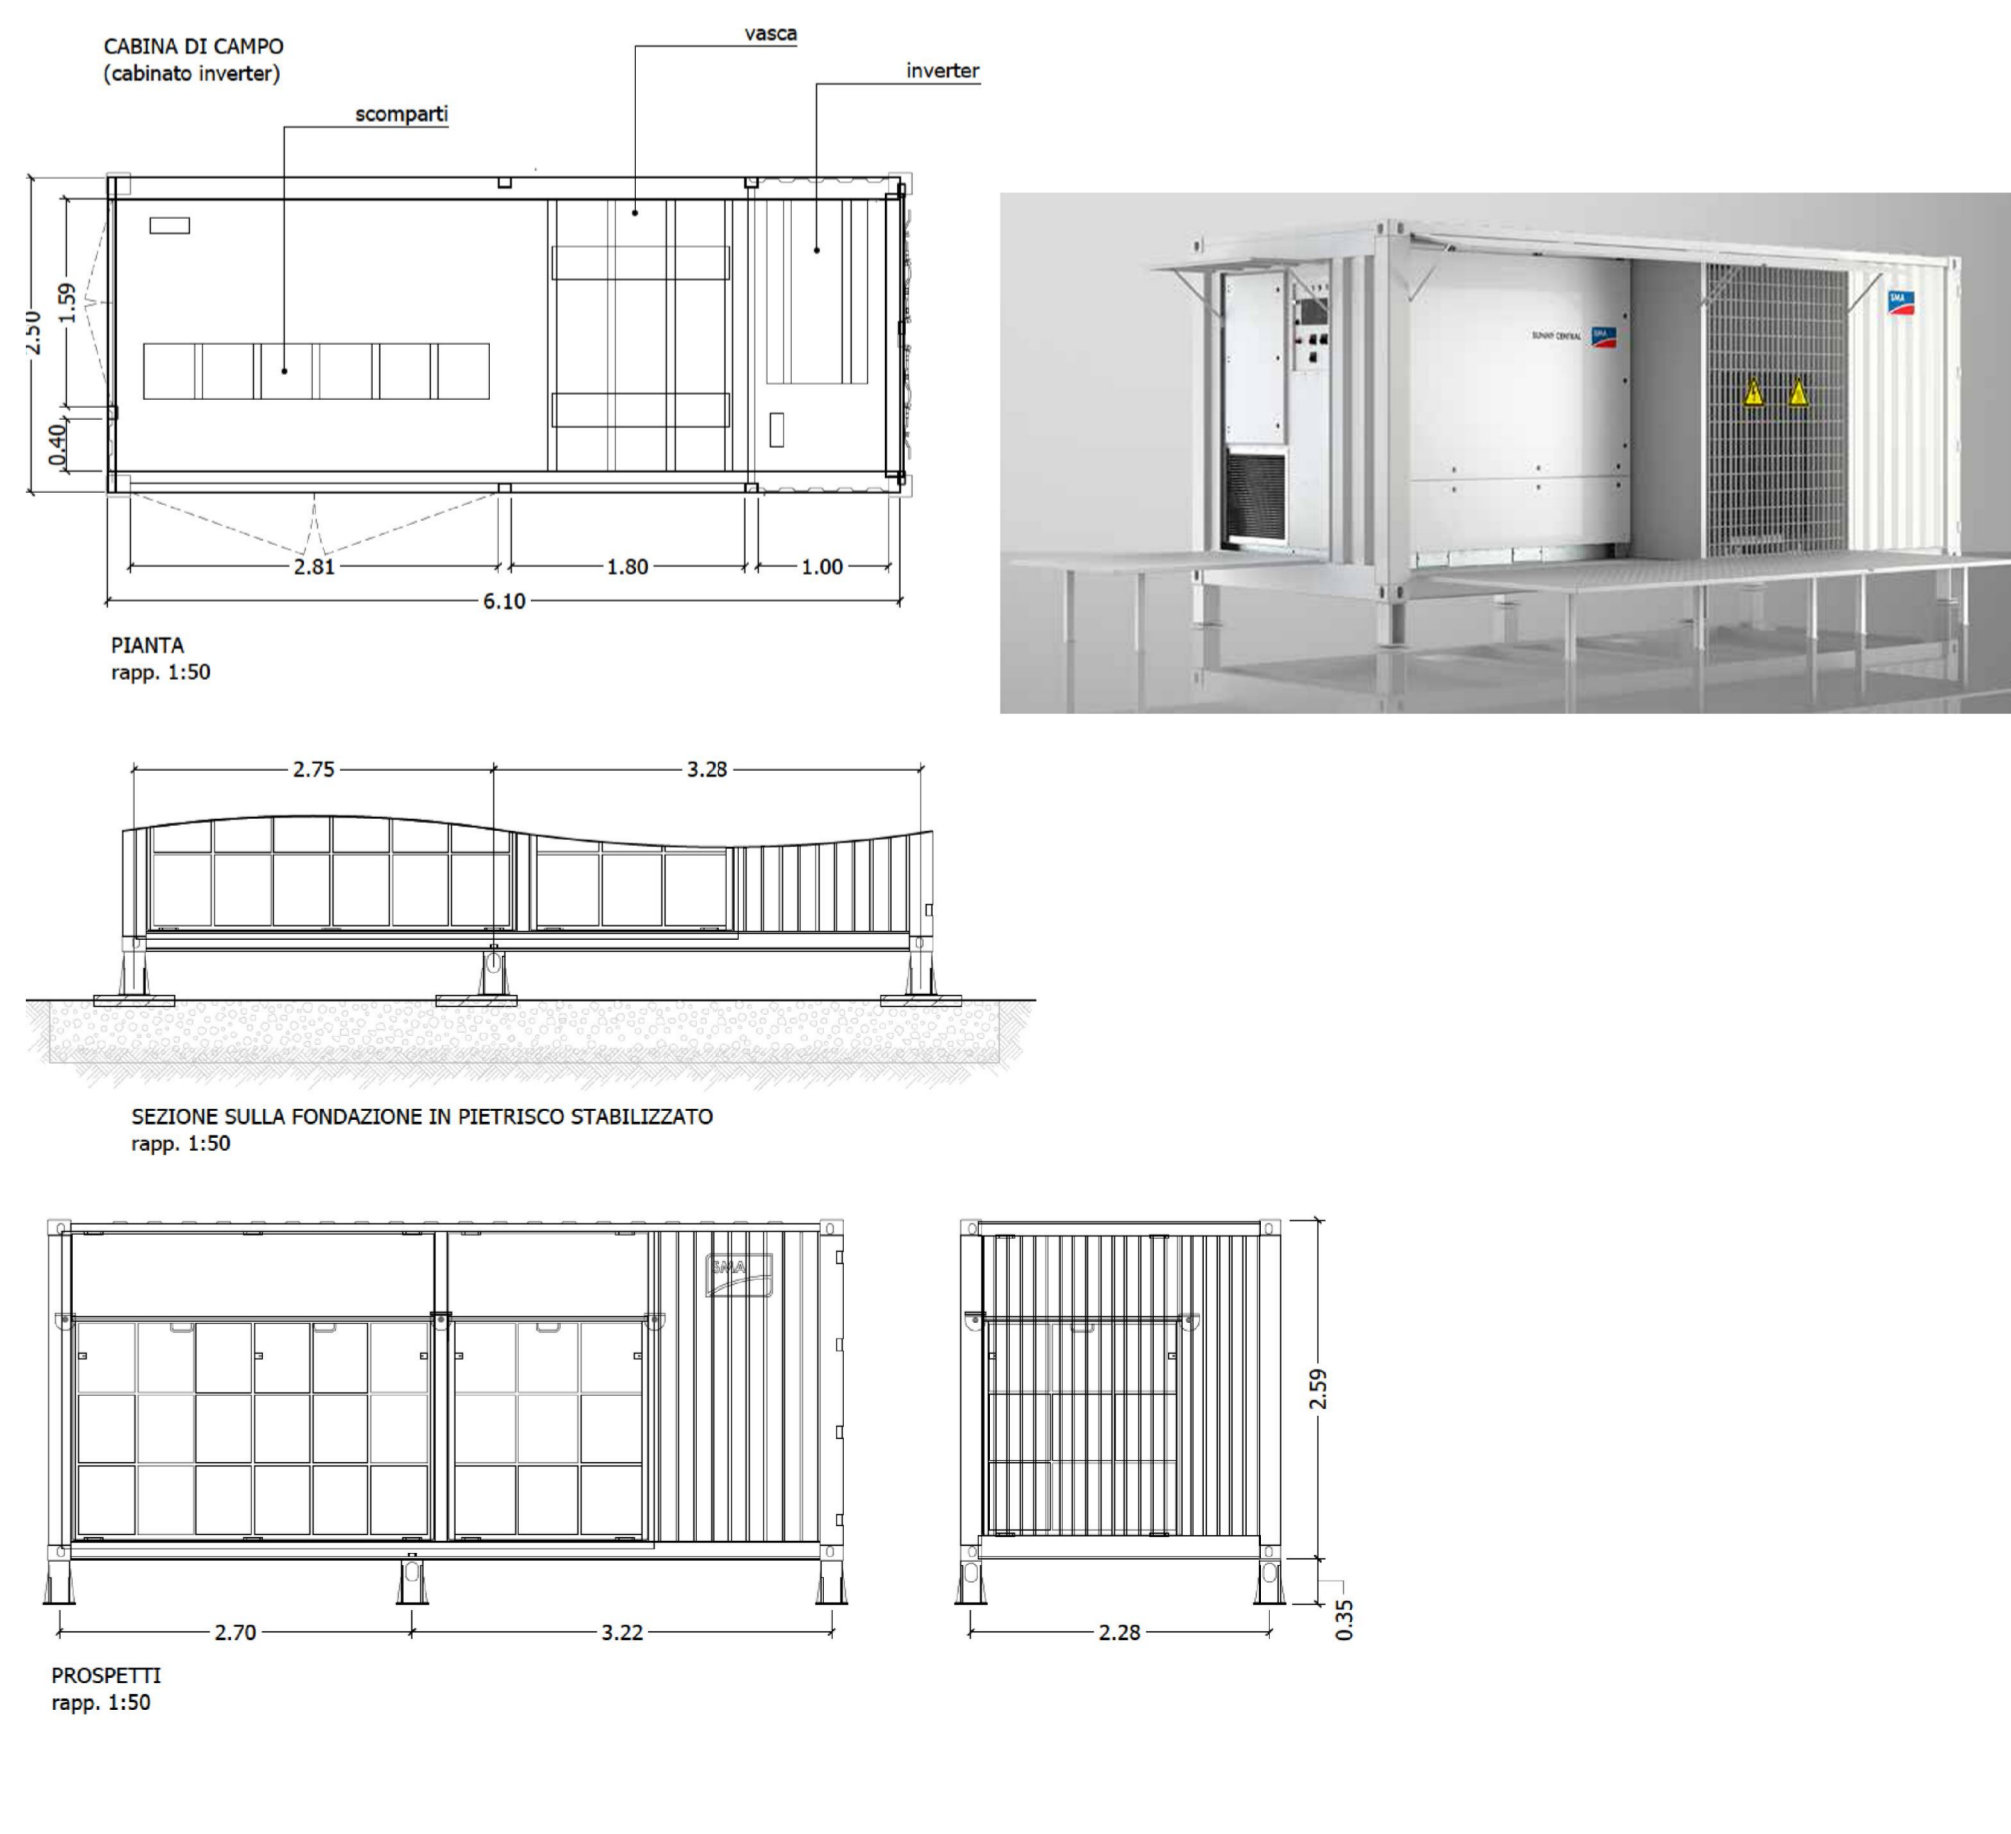 CABINA DI CAMPO
(cabinato inverter)
vasca
inverter
scomparti
2.50
1.59
0.40
2.81
1.80
1.00
6.10
PIANTA
rapp. 1:50
SUNNY CENTRAL
SMA
SMA
2.75
3.28
SEZIONE SULLA FONDAZIONE IN PIETRISCO STABILIZZATO
rapp. 1:50
SMA
2.59
0.35
2.70
3.22
2.28
PROSPETTI
rapp. 1:50